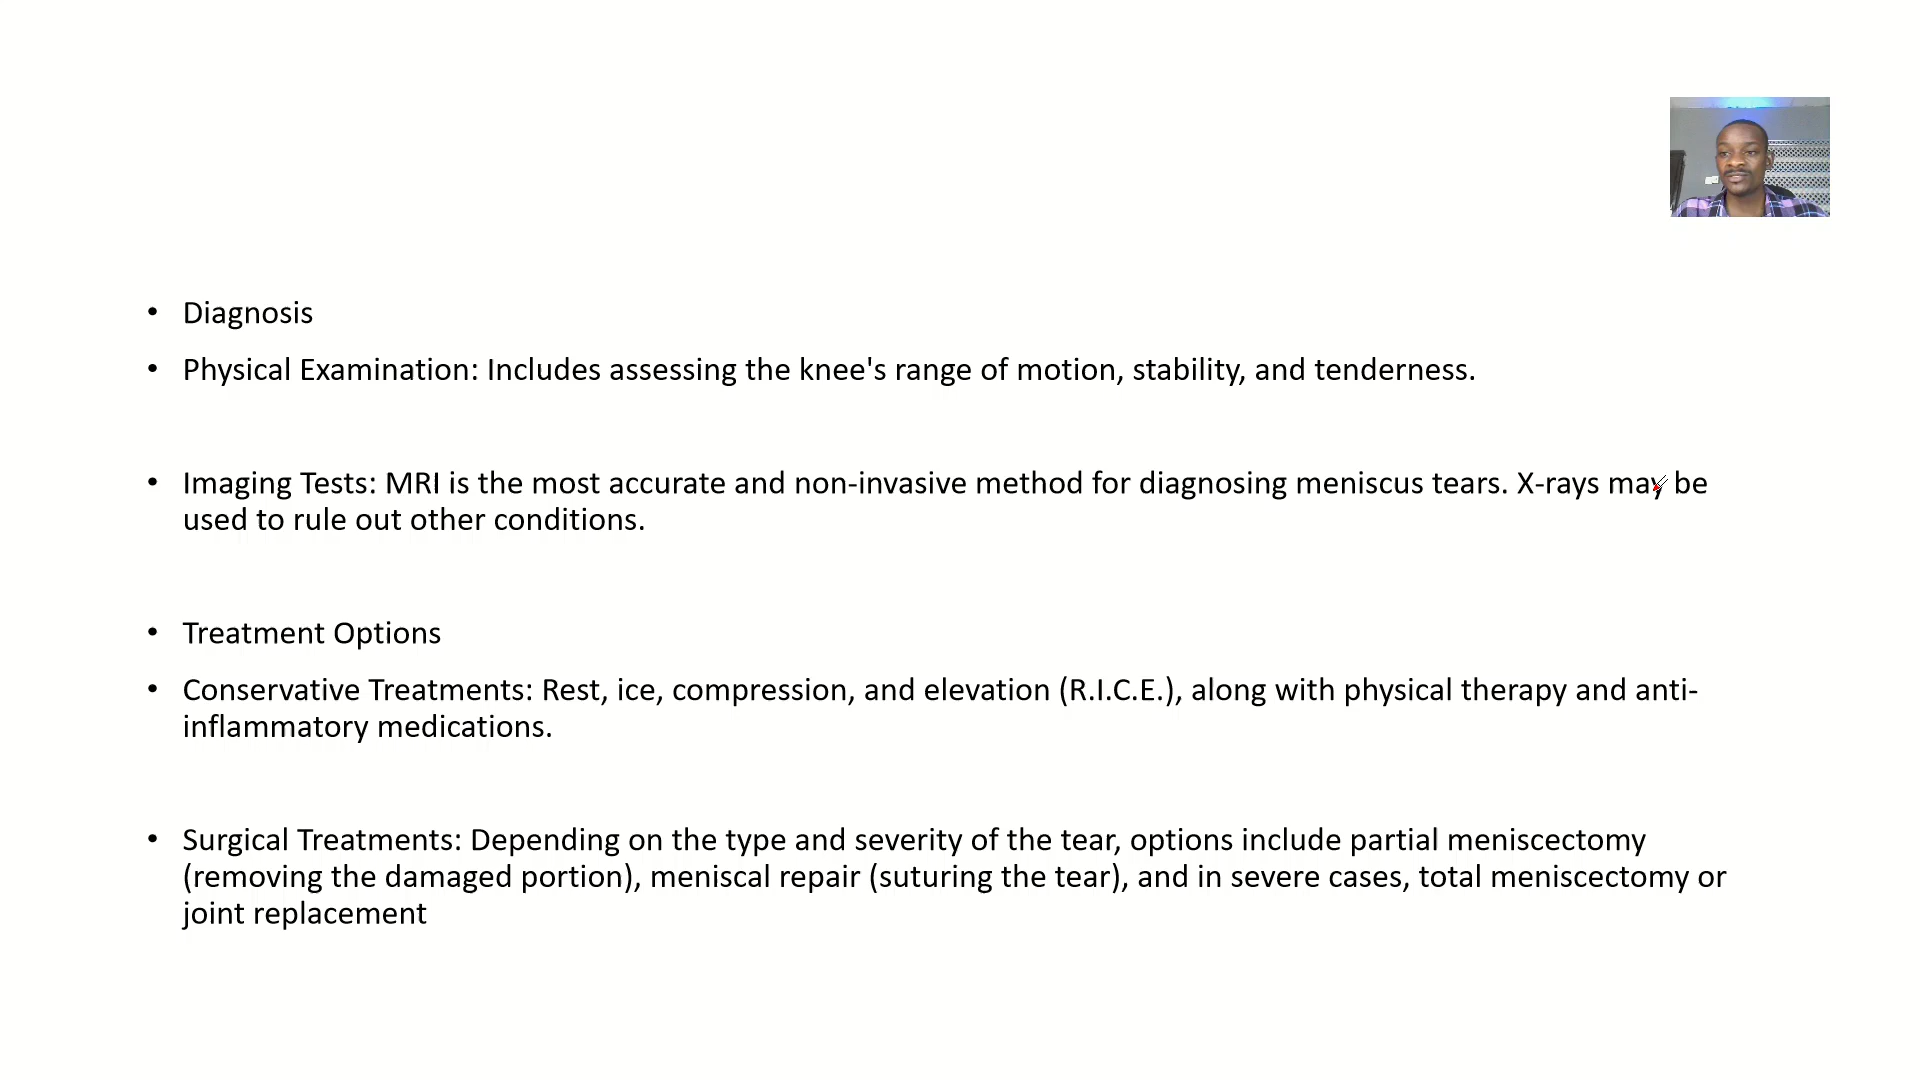 • Diagnosis
• Physical Examination: Includes assessing the knee's range of motion, stability, and tenderness.
• Imaging Tests: MRI is the most accurate and non-invasive method for diagnosing meniscus tears. X-rays may be
used to rule out other conditions.
• Treatment Options
• Conservative Treatments: Rest, ice, compression, and elevation (R.I.C.E.), along with physical therapy and anti-
inflammatory medications.
• Surgical Treatments: Depending on the type and severity of the tear, options include partial meniscectomy
(removing the damaged portion), meniscal repair (suturing the tear), and in severe cases, total meniscectomy or
joint replacement